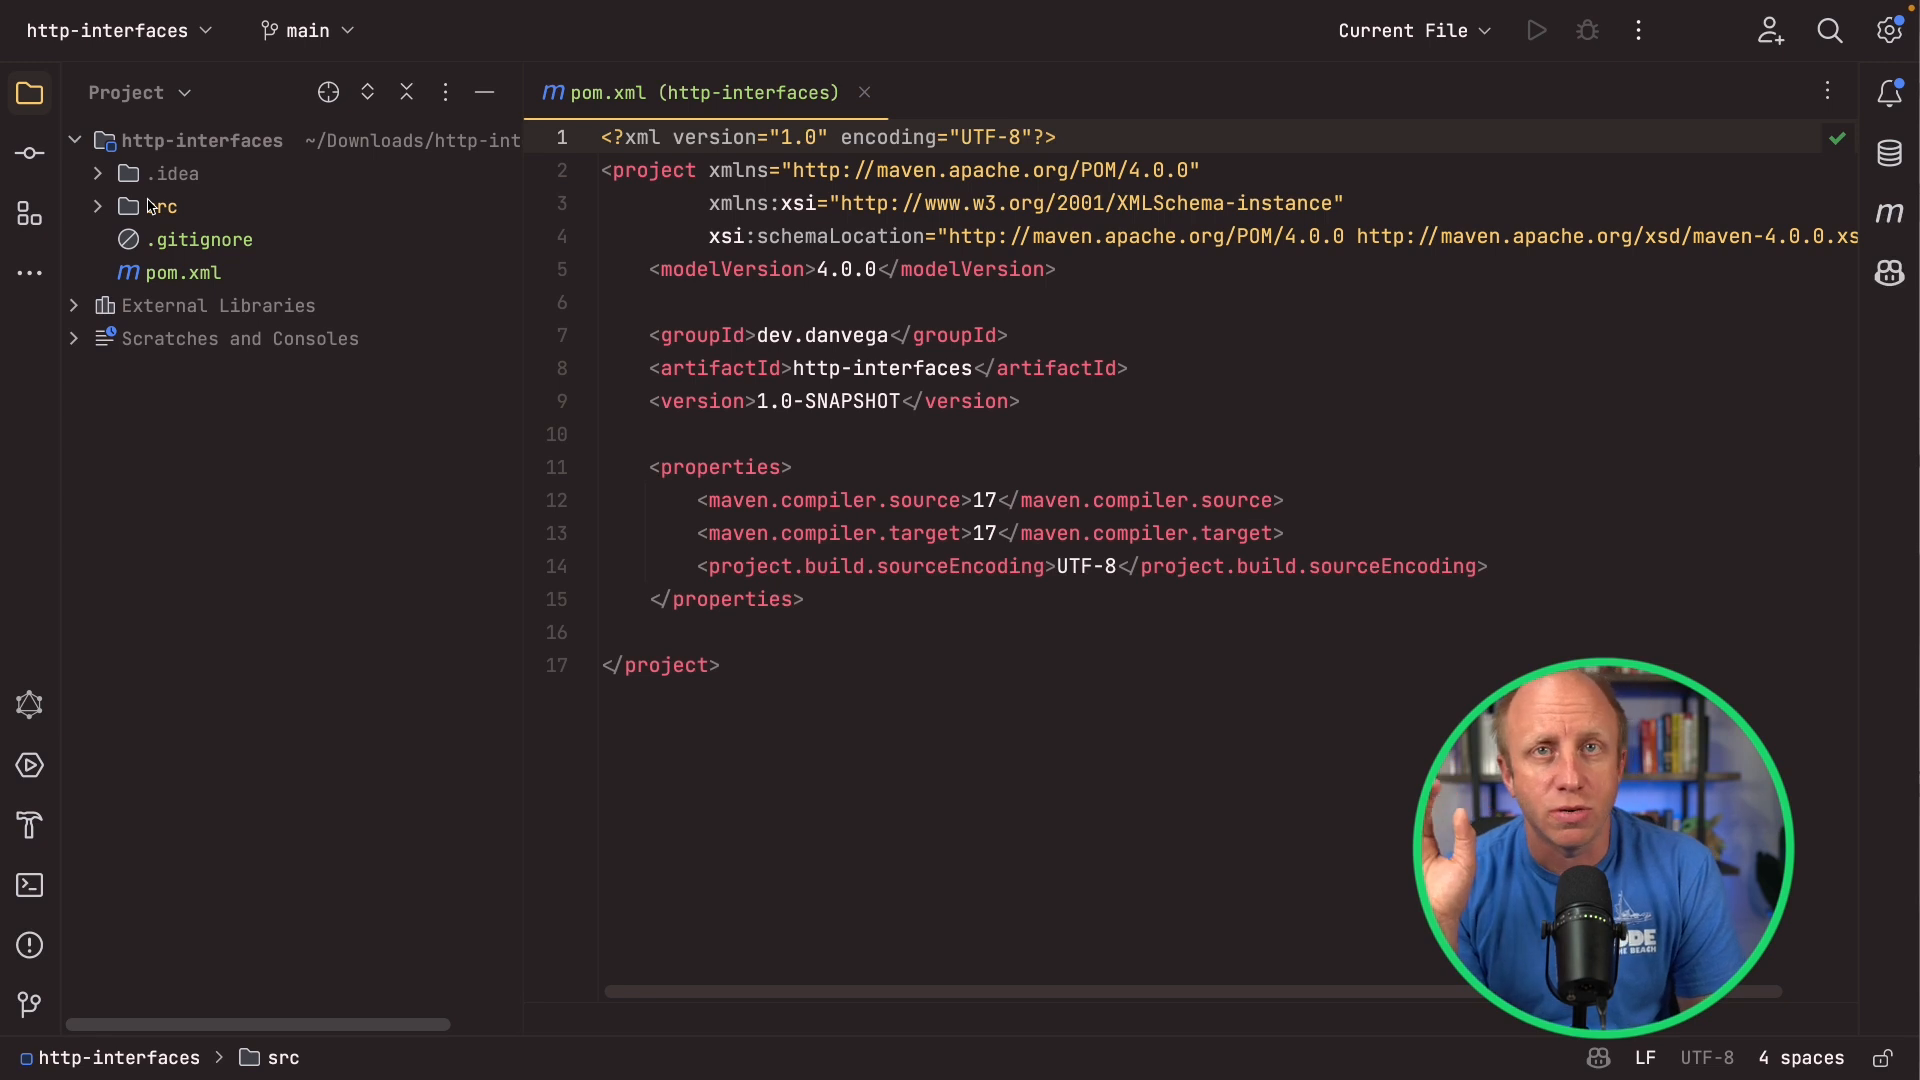 http-interfaces
main
Current File
Project
http-interfaces ~/Downloads/http-int
.idea
.gitignore
m pom.xml
External Libraries
Scratches and Consoles
m pom.xml (http-interfaces)
1 <?xml version="1.0" encoding="UTF-8"?>
2 <project xmlns="http://maven.apache.org/POM/4.0.0"
3 xmlns:xsi="http://www.w3.org/2001/XMLSchema-instance"
4 xsi:schemaLocation="http://maven.apache.org/POM/4.0.0 http://maven.apache.org/xsd/maven-4.0.0.xs
5 <modelVersion>4.0.0</modelVersion>
6
7 <groupId>dev.danvega</groupId>
8 <artifactId>http-interfaces</artifactId>
9 <version>1.0-SNAPSHOT</version>
10
11 <properties>
12 <maven.compiler.source>17</maven.compiler.source>
13 <maven.compiler.target>17</maven.compiler.target>
14 <project.build.sourceEncoding>UTF-8</project.build.sourceEncoding>
15 </properties>
16
17 </project>
m
http-interfaces > src
LF UTF-8 4 spaces